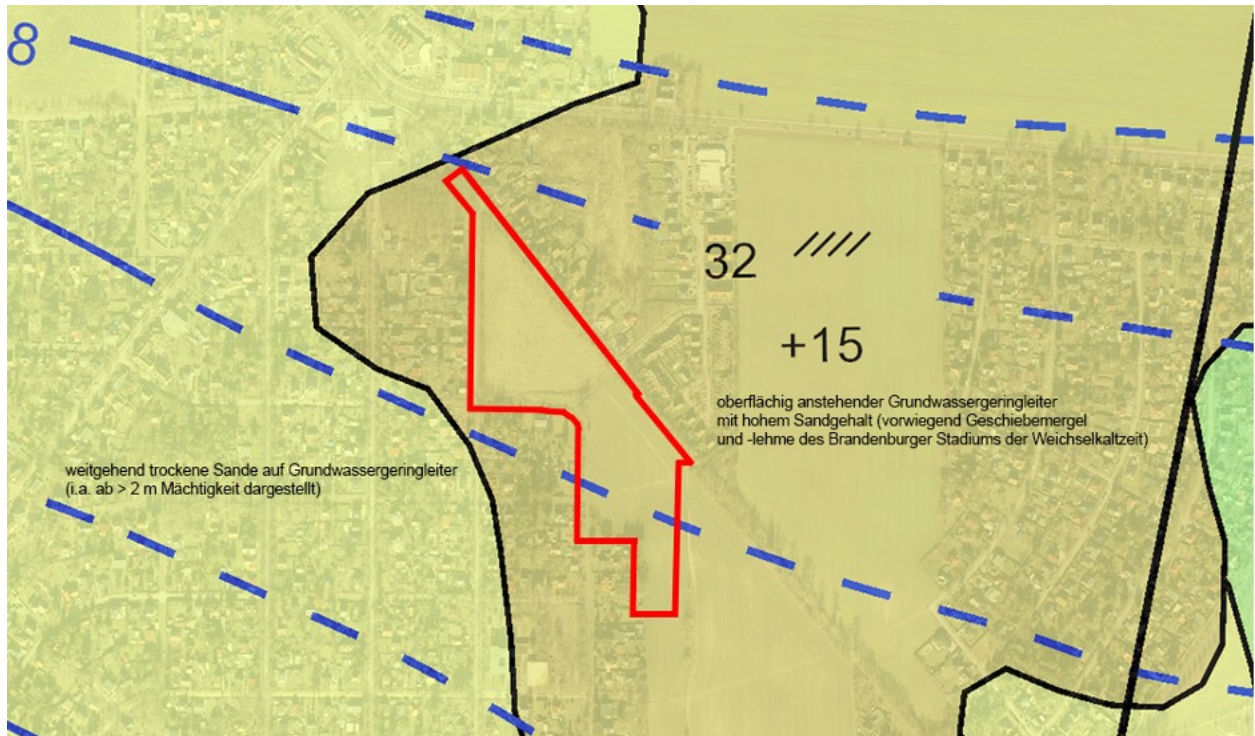 8
32
+15
oberflächig anstehender Grundwassergeringleiter
mit hohem Sandgehalt (vorwiegend Geschiebemergel
und -lehme des Brandenburger Stadiums der Weichselkaltzeit)
weitgehend trockene Sande auf Grundwassergeringleiter
(i.a. ab > 2 m Mächtigkeit dargestellt)